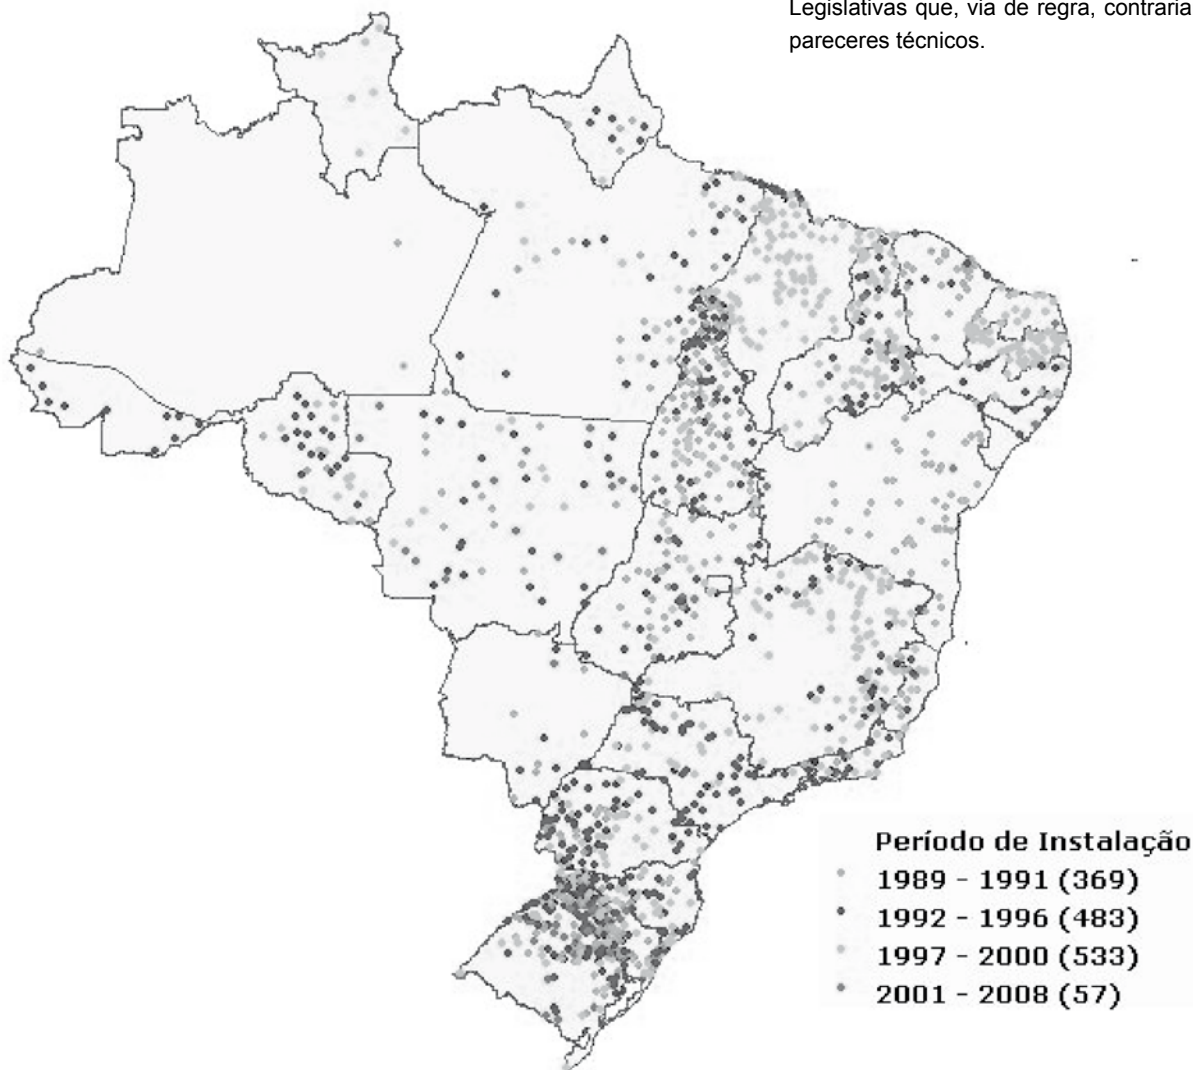 Legislativas que, via de regra, contraria
pareceres técnicos.
Período de Instalação
1989 - 1991 (369)
1992 - 1996 (483)
1997 - 2000 (533)
2001 - 2008 (57)